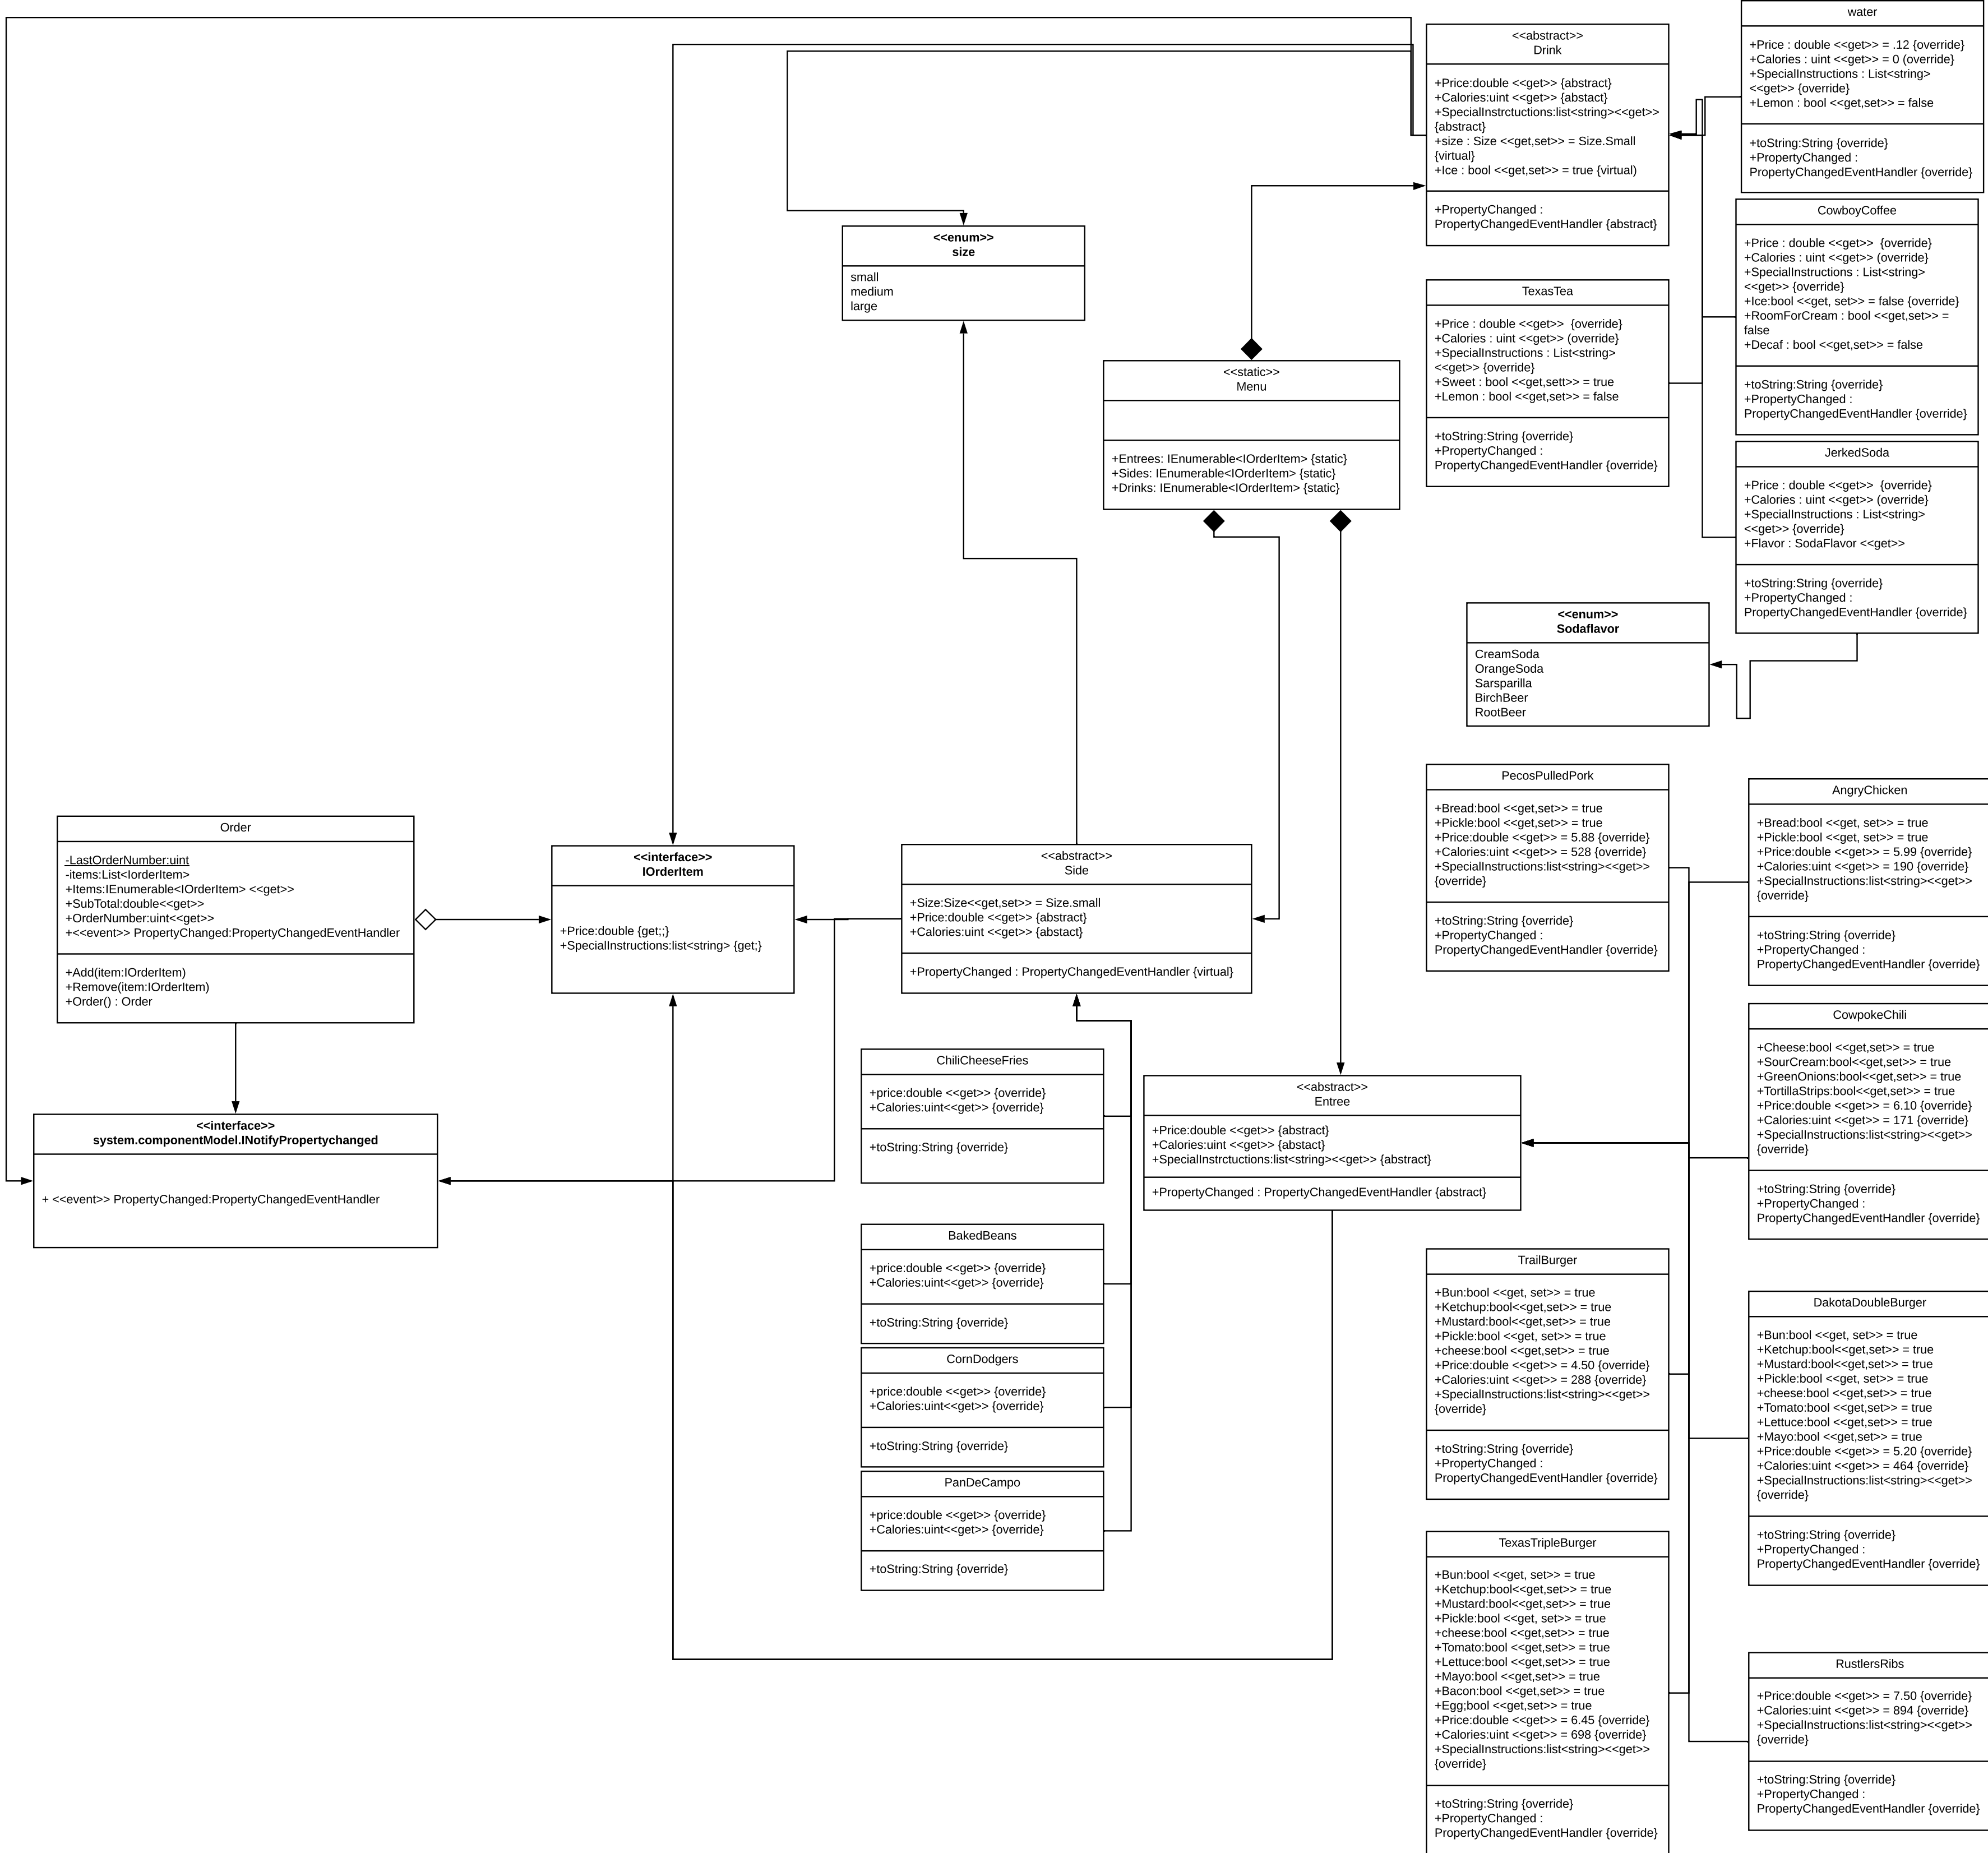 <<abstract>>
Drink
+Price:double <<get>> {abstract}
+Calories:uint <<get>> {abstact}
+SpecialInstrctuctions:list<string><<get>>
{abstract}
+size : Size <<get,set>> = Size.Small
{virtual}
+Ice : bool <<get,set>> = true {virtual)
+PropertyChanged :
PropertyChangedEventHandler {abstract}
water
+Price : double <<get>> = .12 {override}
+Calories : uint <<get>> = 0 (override}
+SpecialInstructions : List<string>
<<get>> {override}
+Lemon : bool <<get,set>> = false
+toString:String {override}
+PropertyChanged :
PropertyChangedEventHandler {override}
CowboyCoffee
+Price : double <<get>>  {override}
+Calories : uint <<get>> (override}
+SpecialInstructions : List<string>
<<get>> {override}
+Ice:bool <<get, set>> = false {override}
+RoomForCream : bool <<get,set>> =
false
+Decaf : bool <<get,set>> = false
+toString:String {override}
+PropertyChanged :
PropertyChangedEventHandler {override}
<<enum>>
size
small
medium
large
TexasTea
+Price : double <<get>>  {override}
+Calories : uint <<get>> (override}
+SpecialInstructions : List<string>
<<get>> {override}
+Sweet : bool <<get,sett>> = true
+Lemon : bool <<get,set>> = false
+toString:String {override}
+PropertyChanged :
PropertyChangedEventHandler {override}
<<static>>
Menu
+Entrees: IEnumerable<IOrderItem> {static}
+Sides: IEnumerable<IOrderItem> {static}
+Drinks: IEnumerable<IOrderItem> {static}
JerkedSoda
+Price : double <<get>>  {override}
+Calories : uint <<get>> (override}
+SpecialInstructions : List<string>
<<get>> {override}
+Flavor : SodaFlavor <<get>>
+toString:String {override}
+PropertyChanged :
PropertyChangedEventHandler {override}
<<enum>>
Sodaflavor
CreamSoda
OrangeSoda
Sarsparilla
BirchBeer
RootBeer
Order
-LastOrderNumber:uint
-items:List<IorderItem>
+Items:IEnumerable<IOrderItem> <<get>>
+SubTotal:double<<get>>
+OrderNumber:uint<<get>>
+<<event>> PropertyChanged:PropertyChangedEventHandler
+Add(item:IOrderItem)
+Remove(item:IOrderItem)
+Order() : Order
<<interface>>
IOrderItem
+Price:double {get;;}
+SpecialInstructions:list<string> {get;}
<<abstract>>
Side
+Size:Size<<get,set>> = Size.small
+Price:double <<get>> {abstract}
+Calories:uint <<get>> {abstact}
+PropertyChanged : PropertyChangedEventHandler {virtual}
PecosPulledPork
+Bread:bool <<get,set>> = true
+Pickle:bool <<get,set>> = true
+Price:double <<get>> = 5.88 {override}
+Calories:uint <<get>> = 528 {override}
+SpecialInstructions:list<string><<get>>
{override}
+toString:String {override}
+PropertyChanged :
PropertyChangedEventHandler {override}
AngryChicken
+Bread:bool <<get, set>> = true
+Pickle:bool <<get, set>> = true
+Price:double <<get>> = 5.99 {override}
+Calories:uint <<get>> = 190 {override}
+SpecialInstructions:list<string><<get>>
{override}
+toString:String {override}
+PropertyChanged :
PropertyChangedEventHandler {override}
CowpokeChili
+Cheese:bool <<get,set>> = true
+SourCream:bool<<get,set>> = true
+GreenOnions:bool<<get,set>> = true
+TortillaStrips:bool<<get,set>> = true
+Price:double <<get>> = 6.10 {override}
+Calories:uint <<get>> = 171 {override}
+SpecialInstructions:list<string><<get>>
{override}
+toString:String {override}
+PropertyChanged :
PropertyChangedEventHandler {override}
<<interface>>
system.componentModel.INotifyPropertychanged
+ <<event>> PropertyChanged:PropertyChangedEventHandler
ChiliCheeseFries
+price:double <<get>> {override}
+Calories:uint<<get>> {override}
+toString:String {override}
<<abstract>>
Entree
+Price:double <<get>> {abstract}
+Calories:uint <<get>> {abstact}
+SpecialInstrctuctions:list<string><<get>> {abstract}
+PropertyChanged : PropertyChangedEventHandler {abstract}
BakedBeans
+price:double <<get>> {override}
+Calories:uint<<get>> {override}
+toString:String {override}
CornDodgers
+price:double <<get>> {override}
+Calories:uint<<get>> {override}
+toString:String {override}
PanDeCampo
+price:double <<get>> {override}
+Calories:uint<<get>> {override}
+toString:String {override}
TrailBurger
+Bun:bool <<get, set>> = true
+Ketchup:bool<<get,set>> = true
+Mustard:bool<<get,set>> = true
+Pickle:bool <<get, set>> = true
+cheese:bool <<get,set>> = true
+Price:double <<get>> = 4.50 {override}
+Calories:uint <<get>> = 288 {override}
+SpecialInstructions:list<string><<get>>
{override}
+toString:String {override}
+PropertyChanged :
PropertyChangedEventHandler {override}
DakotaDoubleBurger
+Bun:bool <<get, set>> = true
+Ketchup:bool<<get,set>> = true
+Mustard:bool<<get,set>> = true
+Pickle:bool <<get, set>> = true
+cheese:bool <<get,set>> = true
+Tomato:bool <<get,set>> = true
+Lettuce:bool <<get,set>> = true
+Mayo:bool <<get,set>> = true
+Price:double <<get>> = 5.20 {override}
+Calories:uint <<get>> = 464 {override}
+SpecialInstructions:list<string><<get>>
{override}
+toString:String {override}
+PropertyChanged :
PropertyChangedEventHandler {override}
TexasTripleBurger
+Bun:bool <<get, set>> = true
+Ketchup:bool<<get,set>> = true
+Mustard:bool<<get,set>> = true
+Pickle:bool <<get, set>> = true
+cheese:bool <<get,set>> = true
+Tomato:bool <<get,set>> = true
+Lettuce:bool <<get,set>> = true
+Mayo:bool <<get,set>> = true
+Bacon:bool <<get,set>> = true
+Egg;bool <<get,set>> = true
+Price:double <<get>> = 6.45 {override}
+Calories:uint <<get>> = 698 {override}
+SpecialInstructions:list<string><<get>>
{override}
+toString:String {override}
+PropertyChanged :
PropertyChangedEventHandler {override}
RustlersRibs
+Price:double <<get>> = 7.50 {override}
+Calories:uint <<get>> = 894 {override}
+SpecialInstructions:list<string><<get>>
{override}
+toString:String {override}
+PropertyChanged :
PropertyChangedEventHandler {override}